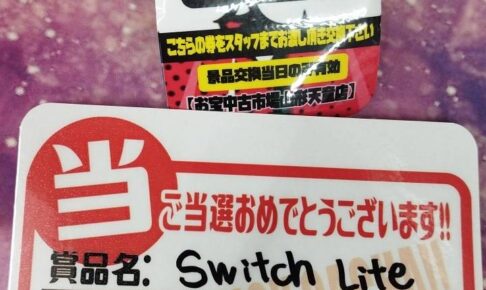 こちらの券をスタッフまでお渡し頂き交換下さい
景品交換当日のみ有効
【お宝中古市場山形天童店】
当
ご当選おめでとうございます!!
賞品名: Switch Lite